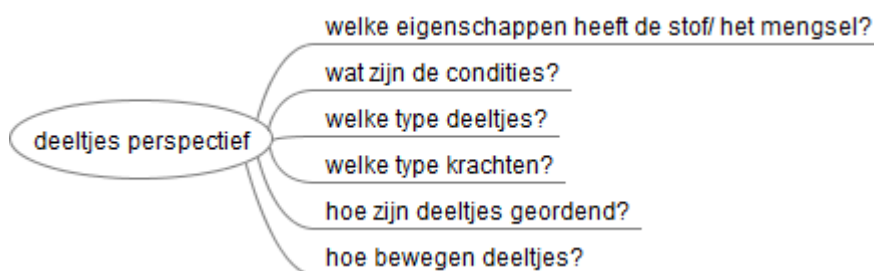 welke eigenschappen heeft de stof/ het mengsel?
wat zijn de condities?
welke type deeltjes?
deeltjes perspectief
welke type krachten?
hoe zijn deeltjes geordend?
hoe bewegen deeltjes?